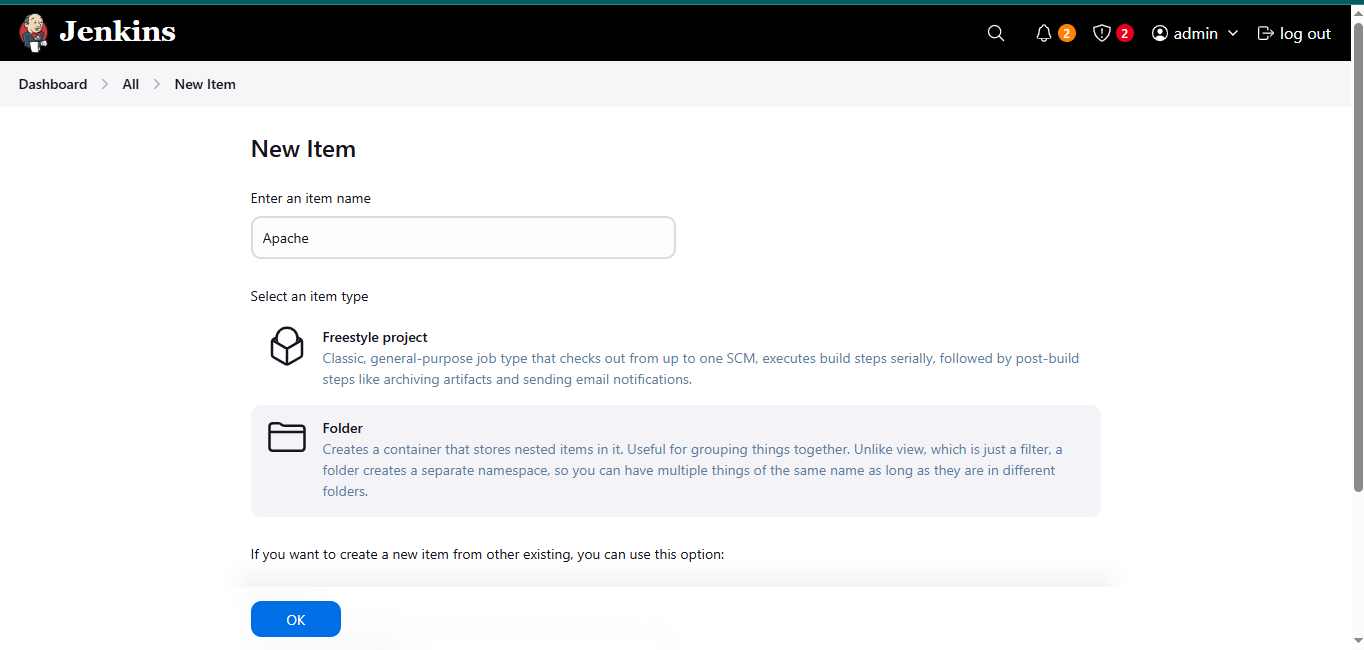 Jenkins
2
2
admin
log out
Dashboard
All
New Item
New Item
Enter an item name
Apache
Select an item type
Freestyle project
Classic, general-purpose job type that checks out from up to one SCM, executes build steps serially, followed by post-build
steps like archiving artifacts and sending email notifications.
Folder
Creates a container that stores nested items in it. Useful for grouping things together. Unlike view, which is just a filter, a
folder creates a separate namespace, so you can have multiple things of the same name as long as they are in different
folders.
If you want to create a new item from other existing, you can use this option:
OK